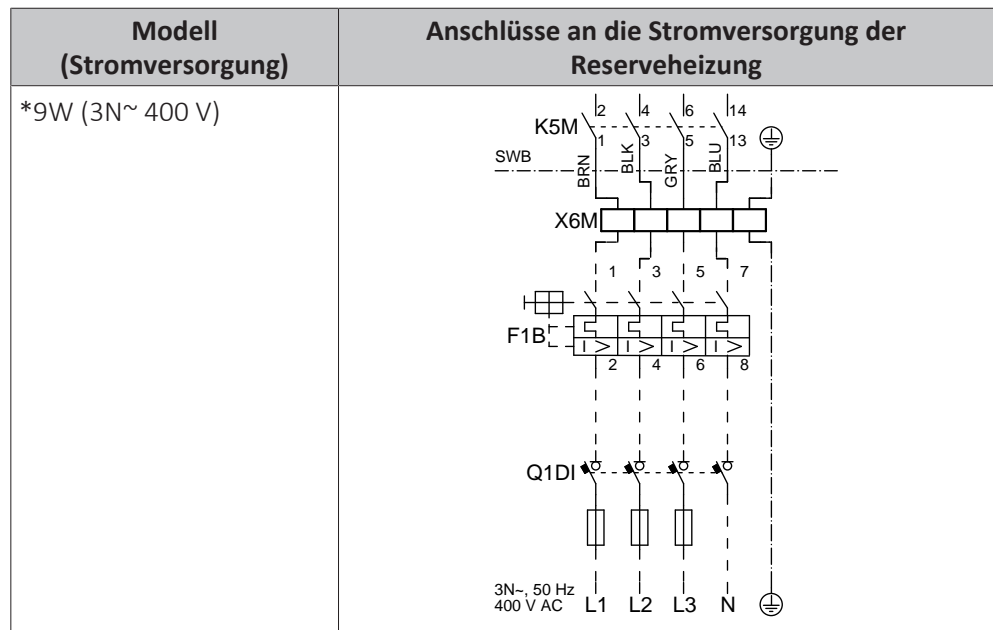 Modell
(Stromversorgung)
Anschlüsse an die Stromversorgung der
Reserveheizung
*9W (3N~ 400 V)
2 4 6 14
K5M
1 3 5 13
SWB
BRN BLK GRY BLU
X6M
1 3 5 7
F1B
I > I > I > I >
2 4 6 8
Q1DI
3N~, 50 Hz
400 V AC
L1 L2 L3 N